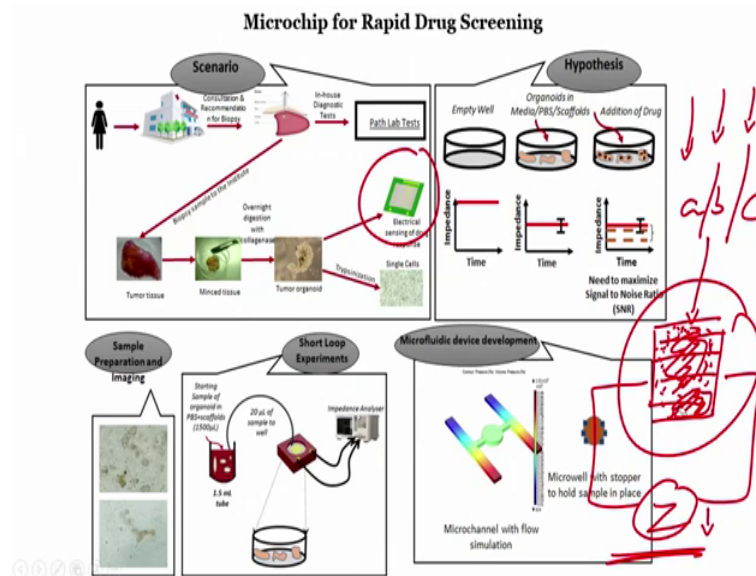 Microchip for Rapid Drug Screening
Scenario
Consultation &
Recommendatio
n for Biopsy
In-house
Diagnostic
Tests
Path Lab Tests
Biopsy sample to the Institute
Overnight
digestion
with
collagenase
Electrical
sensing of drug
response
Trypsinization
Single Cells
Tumor tissue
Minced tissue
Tumor organoid
Hypothesis
Empty Well
Organoids in
Media/PBS/Scaffolds
Addition of Drug
Impedance
Time
Impedance
Time
Impedance
Time
Need to maximize
Signal to Noise Ratio
(SNR)
a/b/c
Z
Sample
Preparation and
Imaging
Short Loop
Experiments
Starting
Sample of
organoid in
PBS+scaffolds
(1500µL)
20 µL of
sample to
well
Impedance Analyser
1.5 mL
tube
Microfluidic device development
Microwell with stopper
to hold sample in place
Microchannel with flow
simulation